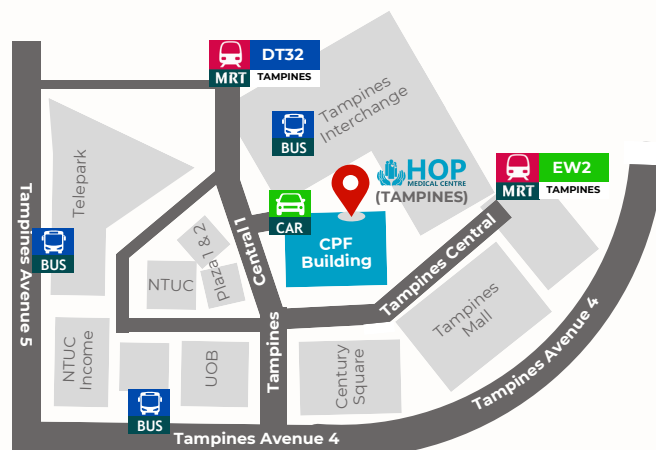 DT32
MRT
TAMPINES
Tampines
Interchange
BUS
HOP
MEDICAL CENTRE
(TAMPINES)
EW2
MRT
TAMPINES
Telepark
Tampines Avenue 5
BUS
CAR
CPF
Building
Plaza 1 & 2
NTUC
Tampines Central 1
Tampines Central
Tampines
Mall
Tampines Avenue 4
NTUC
Income
UOB
Century
Square
BUS
Tampines Avenue 4